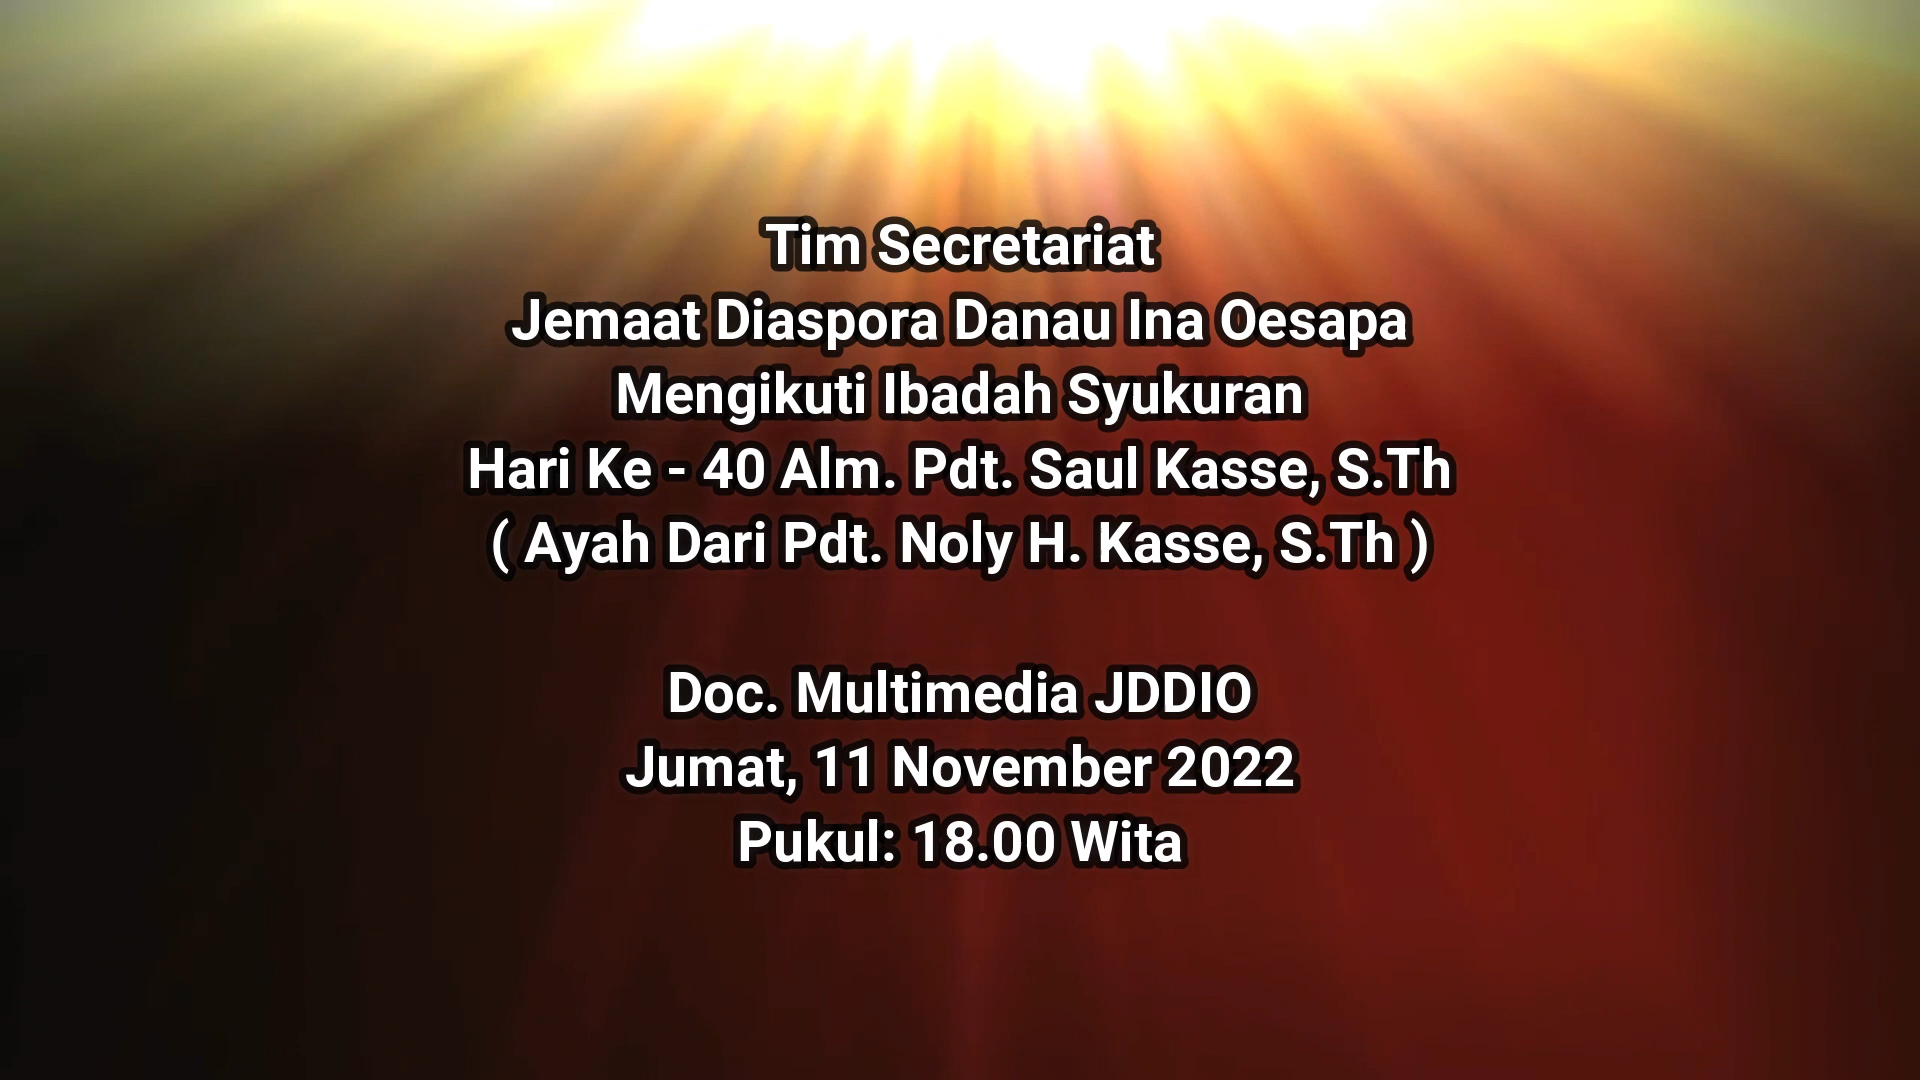 Tim Secretariat
Jemaat Diaspora Danau Ina Oesapa
Mengikuti Ibadah Syukuran
Hari Ke - 40 Alm. Pdt. Saul Kasse, S.Th
( Ayah Dari Pdt. Noly H. Kasse, S.Th )
Doc. Multimedia JDDIO
Jumat, 11 November 2022
Pukul: 18.00 Wita